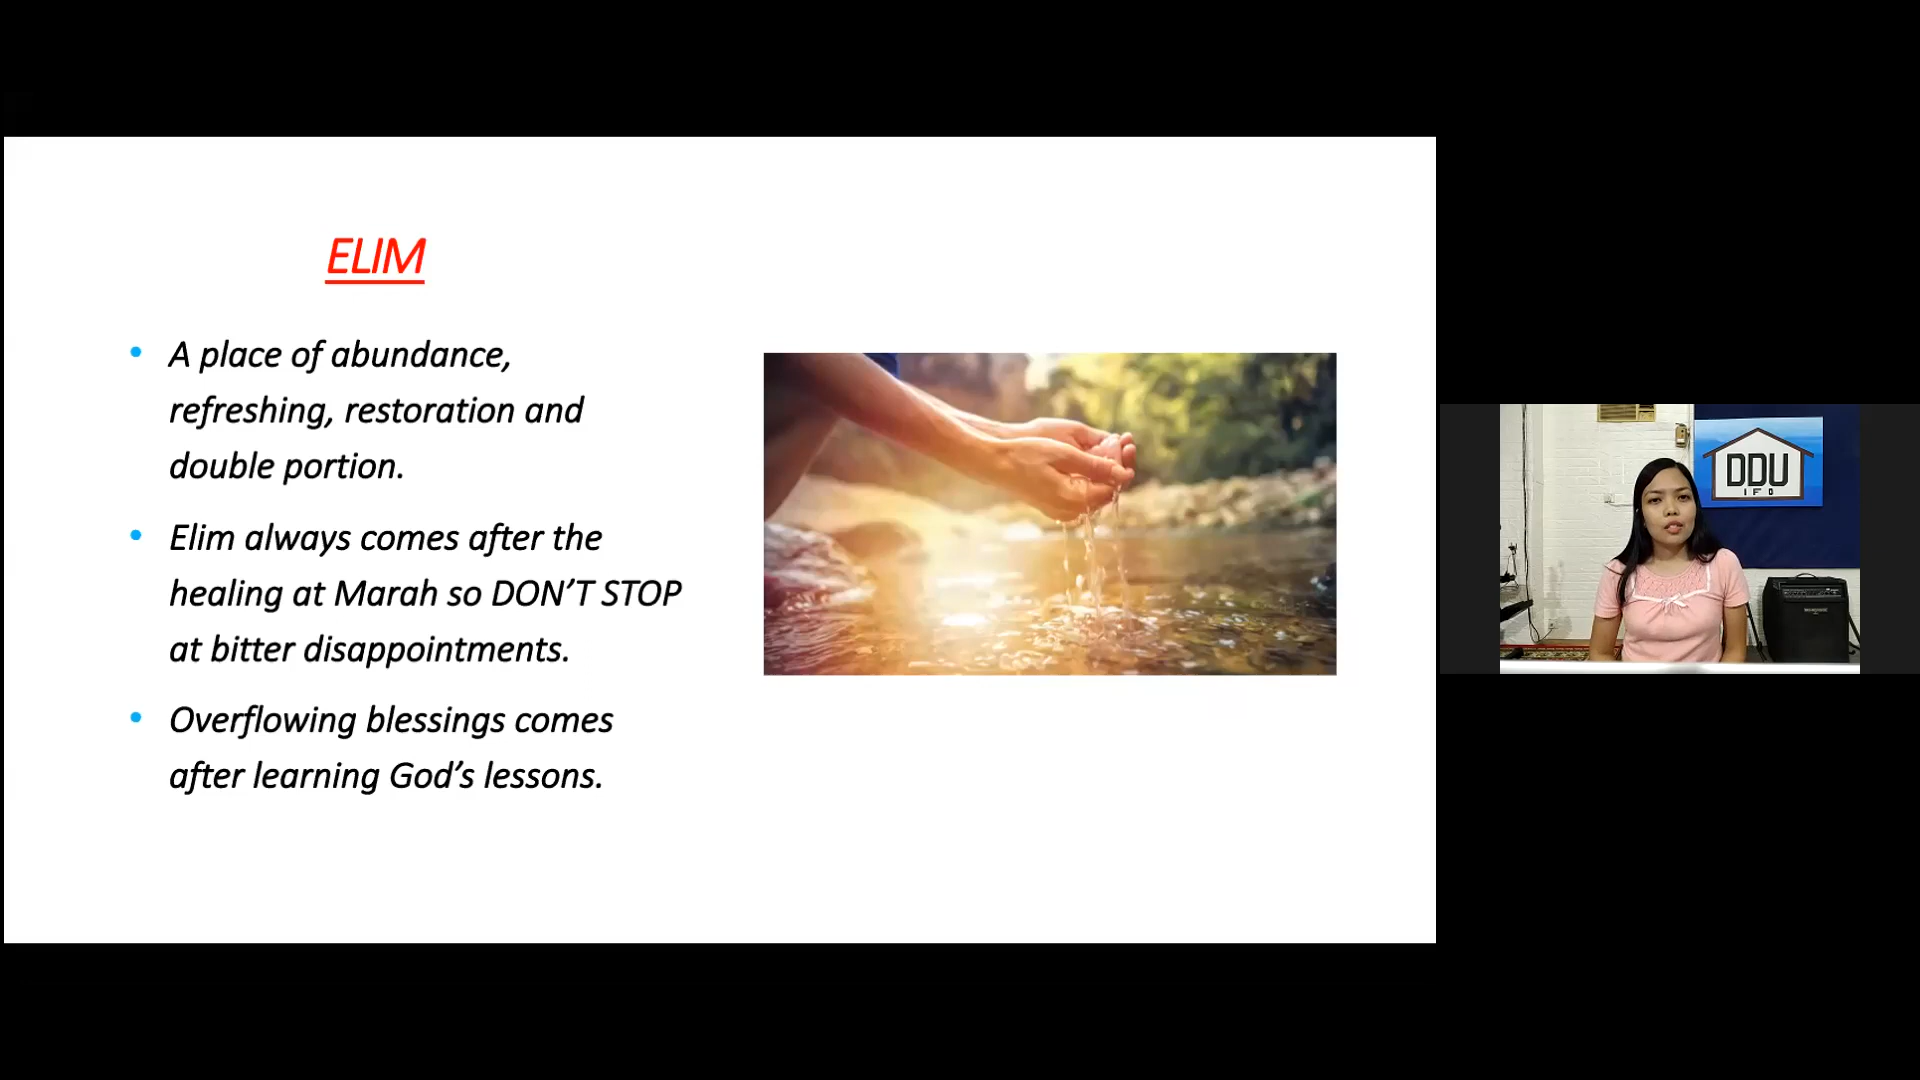 ELIM
• A place of abundance,
refreshing, restoration and
double portion.
• Elim always comes after the
healing at Marah so DON’T STOP
at bitter disappointments.
• Overflowing blessings comes
after learning God’s lessons.
DDU
IFO